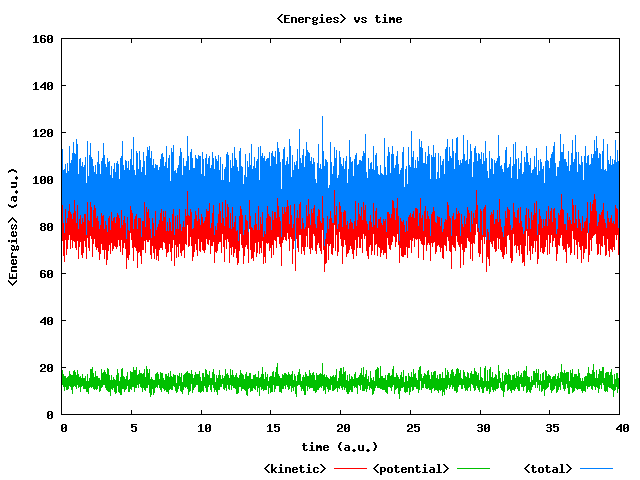 <Energies> vs time
160
140
120
100
80
60
40
20
0
<Energies> (a.u.)
0 5 10 15 20 25 30 35 40
time (a.u.)
<kinetic> <potential> <total>